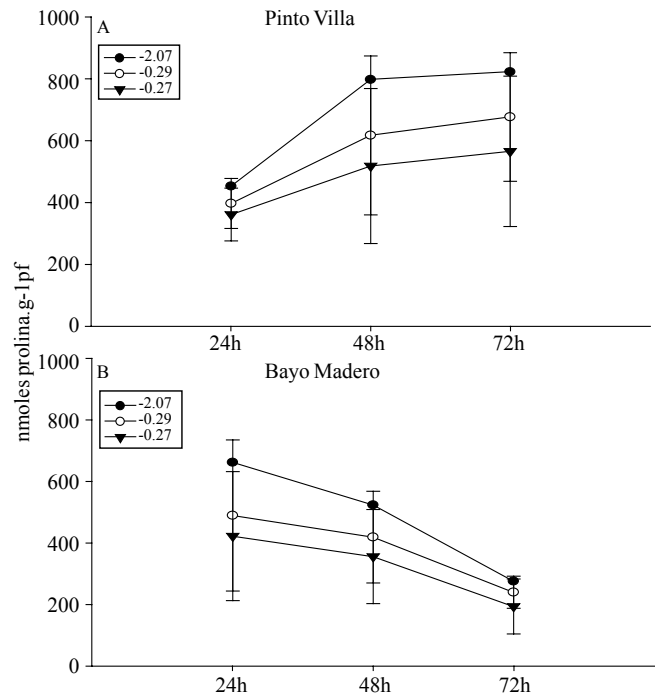 nmoles prolina.g-1pf
A
Pinto Villa
1000
800
600
400
200
0
-2.07
-0.29
-0.27
24h
48h
72h
B
Bayo Madero
1000
800
600
400
200
0
-2.07
-0.29
-0.27
24h
48h
72h